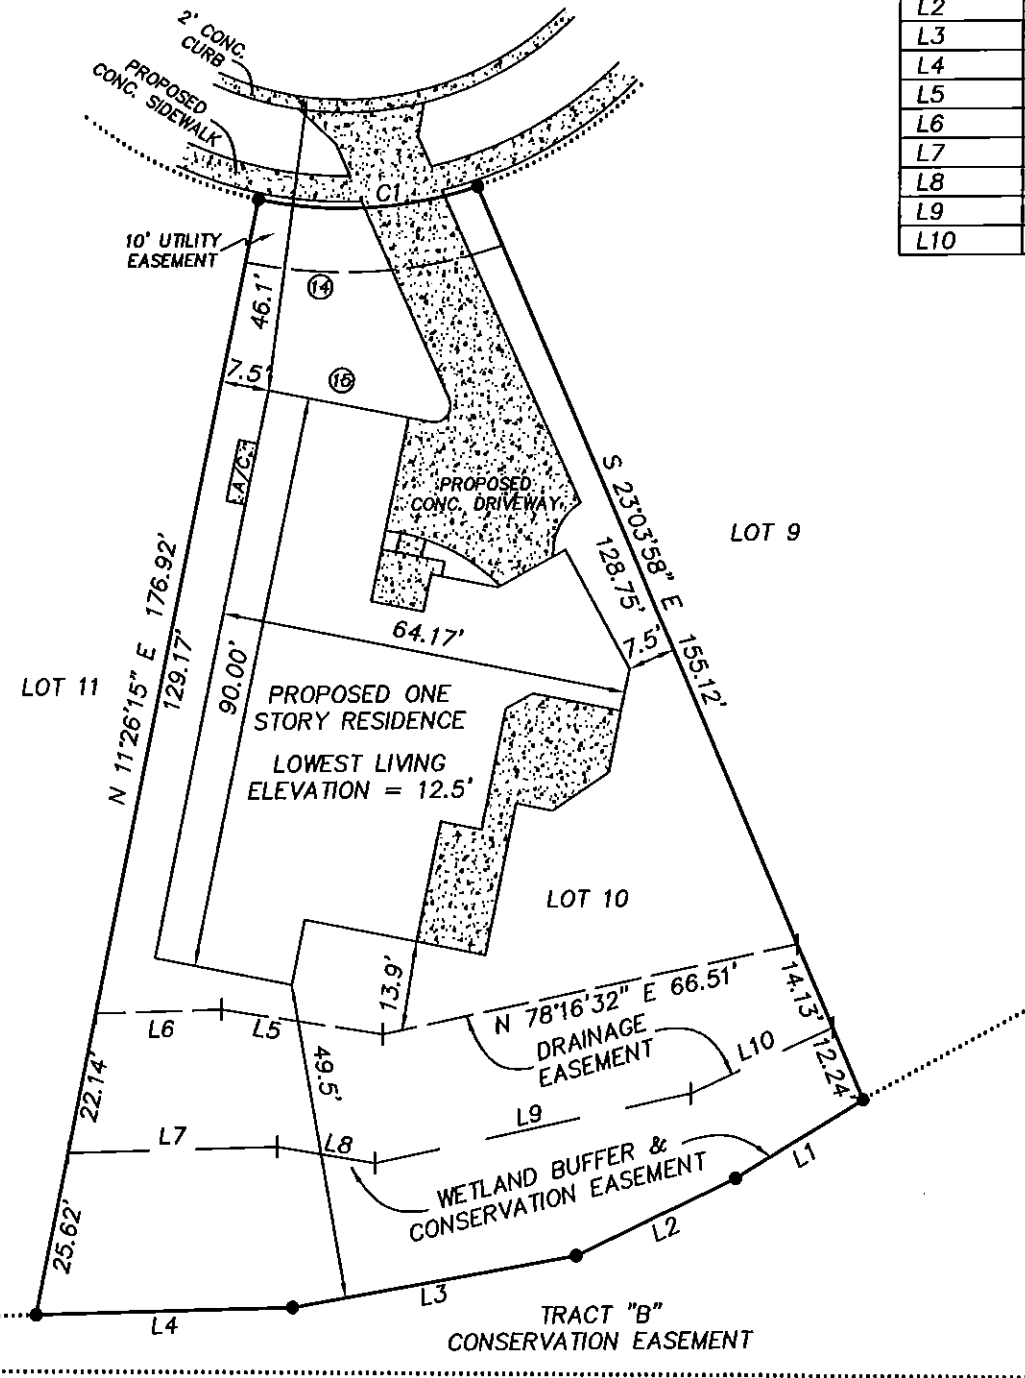 L2
L3
L4
L5
L6
L7
L8
L9
L10
2' CONC.
CURB
PROPOSED
CONC. SIDEWALK
C1
10' UTILITY
EASEMENT
46.1'
14
7.5'
15
A/C
PROPOSED
CONC. DRIVEWAY
S 23°03'58" E 155.12'
128.75'
LOT 9
N 11°26'15" E 176.92'
129.17'
90.00'
64.17'
7.5'
LOT 11
PROPOSED ONE
STORY RESIDENCE
LOWEST LIVING
ELEVATION = 12.5'
LOT 10
13.9'
N 78°16'32" E 66.51'
14.13'
L6
L5
DRAINAGE
EASEMENT
L10
12.24'
22.14'
49.5'
L9
L7
L8
WETLAND BUFFER &
CONSERVATION EASEMENT
L1
L2
25.62'
L3
L4
TRACT "B"
CONSERVATION EASEMENT